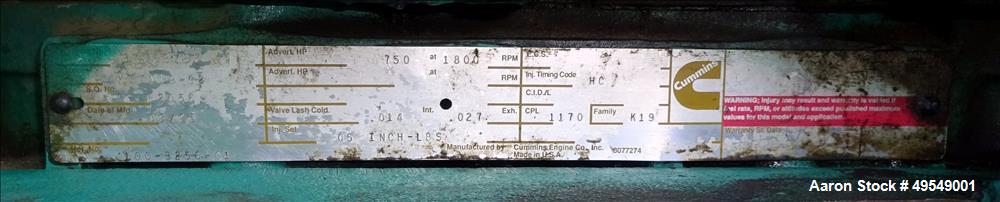 Advert. HP 750 at 1800 RPM
Advert. HP at RPM
E.C.S.
Inj. Timing Code HC
C.I.D./L
S.O. No.
Date of Mfg.
Valve Lash Cold .014 Int. .027 Exh.
CPL 1170 Family K19
Inj. Set INCH-LBS
Manufactured by Cummins Engine Co., Inc.
Made in U.S.A.
3077274
Cummins
WARNING: Injury may result and warranty is voided if
fuel rate, RPM, or altitudes exceed published maximum
values for this model and application.
Warranty St. Date
Aaron Stock # 49549001